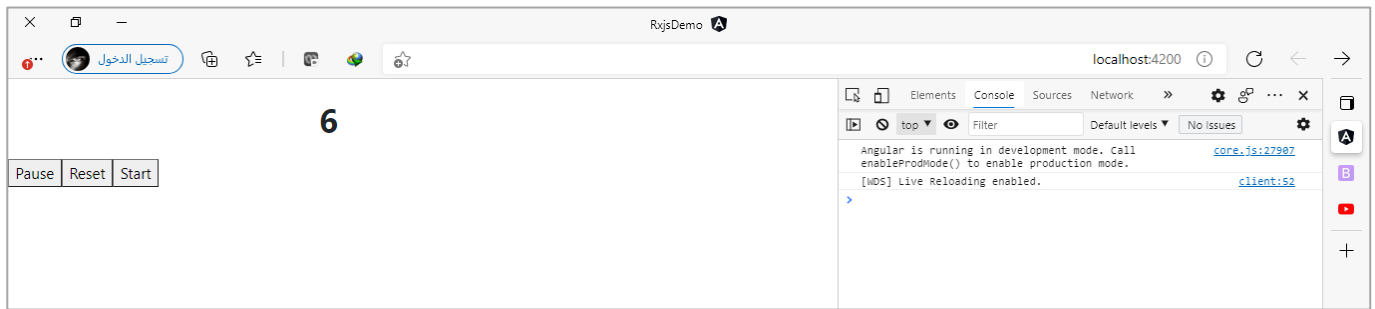 RxjsDemo
تسجيل الدخول
localhost:4200
6
Pause Reset Start
Elements Console Sources Network »
top Filter Default levels No Issues
Angular is running in development mode. Call core.js:27907
enableProdMode() to enable production mode.
[WDS] Live Reloading enabled. client:52
>
B